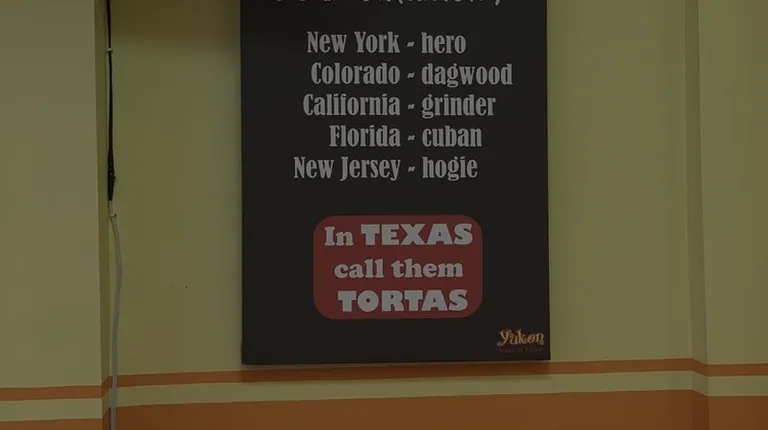 New York - hero
Colorado - dagwood
California - grinder
Florida - cuban
New Jersey - hogie
In TEXAS
call them
TORTAS
Yukon